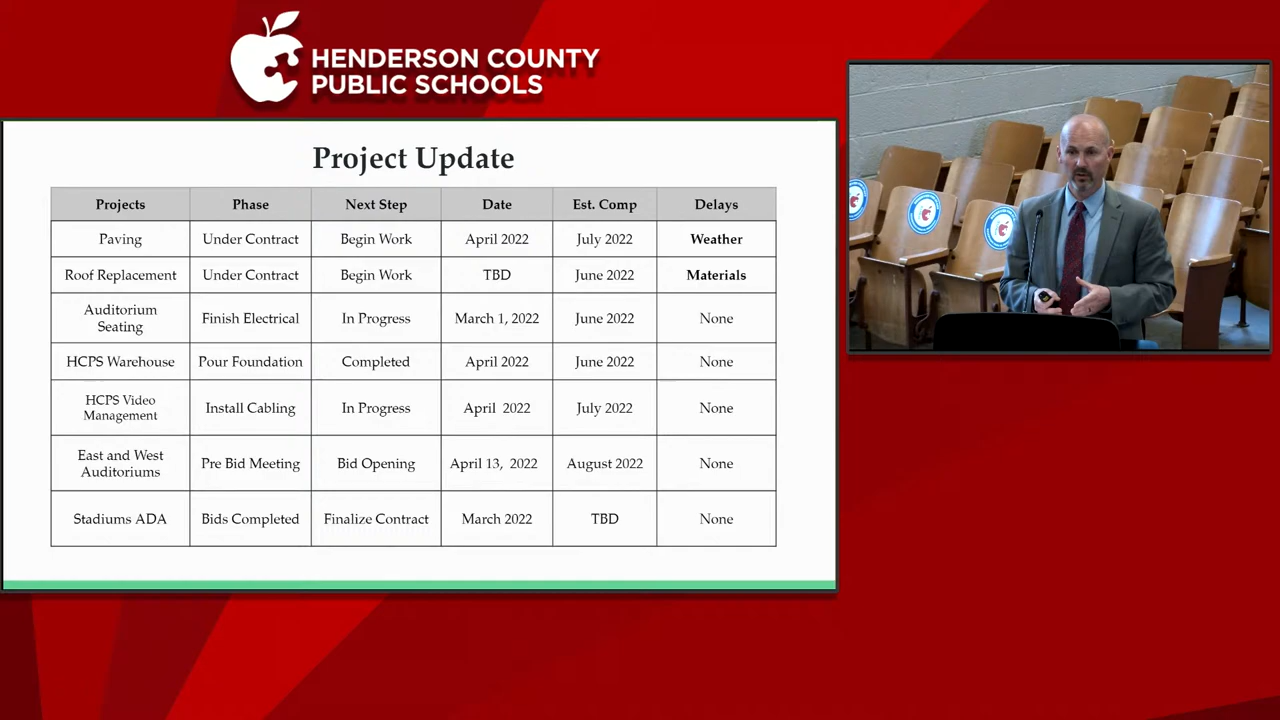 HENDERSON COUNTY
PUBLIC SCHOOLS
Project Update
Projects Phase Next Step Date Est. Comp Delays
Paving Under Contract Begin Work April 2022 July 2022 Weather
Roof Replacement Under Contract Begin Work TBD June 2022 Materials
Auditorium
Seating Finish Electrical In Progress March 1, 2022 June 2022 None
HCPS Warehouse Pour Foundation Completed April 2022 June 2022 None
HCPS Video
Management Install Cabling In Progress April 2022 July 2022 None
East and West
Auditoriums Pre Bid Meeting Bid Opening April 13, 2022 August 2022 None
Stadiums ADA Bids Completed Finalize Contract March 2022 TBD None